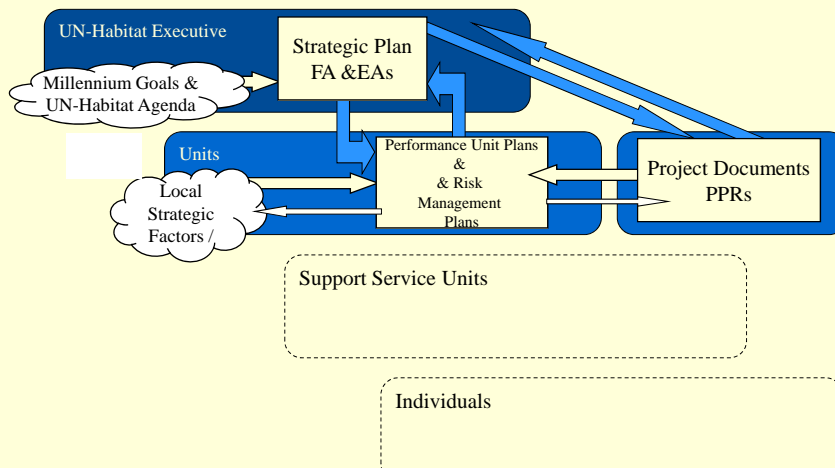 UN-Habitat Executive
Strategic Plan
FA &EAs
Millennium Goals &
UN-Habitat Agenda
Units
Performance Unit Plans
&
& Risk
Management
Plans
Project Documents
PPRs
Local
Strategic
Factors /
Support Service Units
Individuals